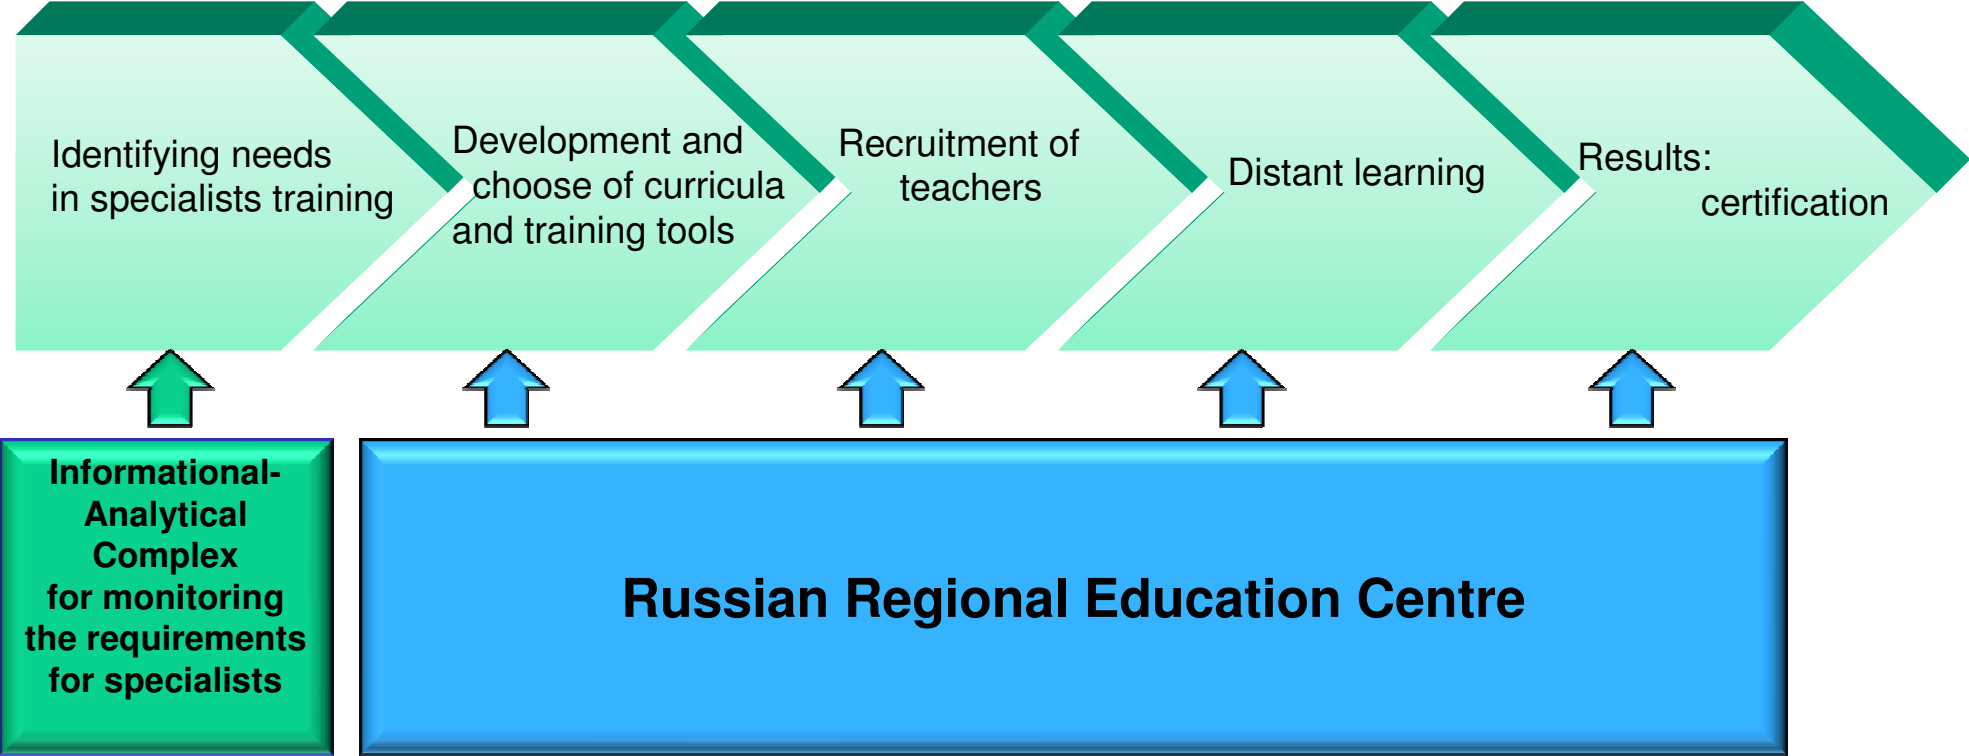 Identifying needs
in specialists training
Development and
choose of curricula
and training tools
Recruitment of
teachers
Distant learning
Results:
certification
Informational-
Analytical
Complex
for monitoring
the requirements
for specialists
Russian Regional Education Centre